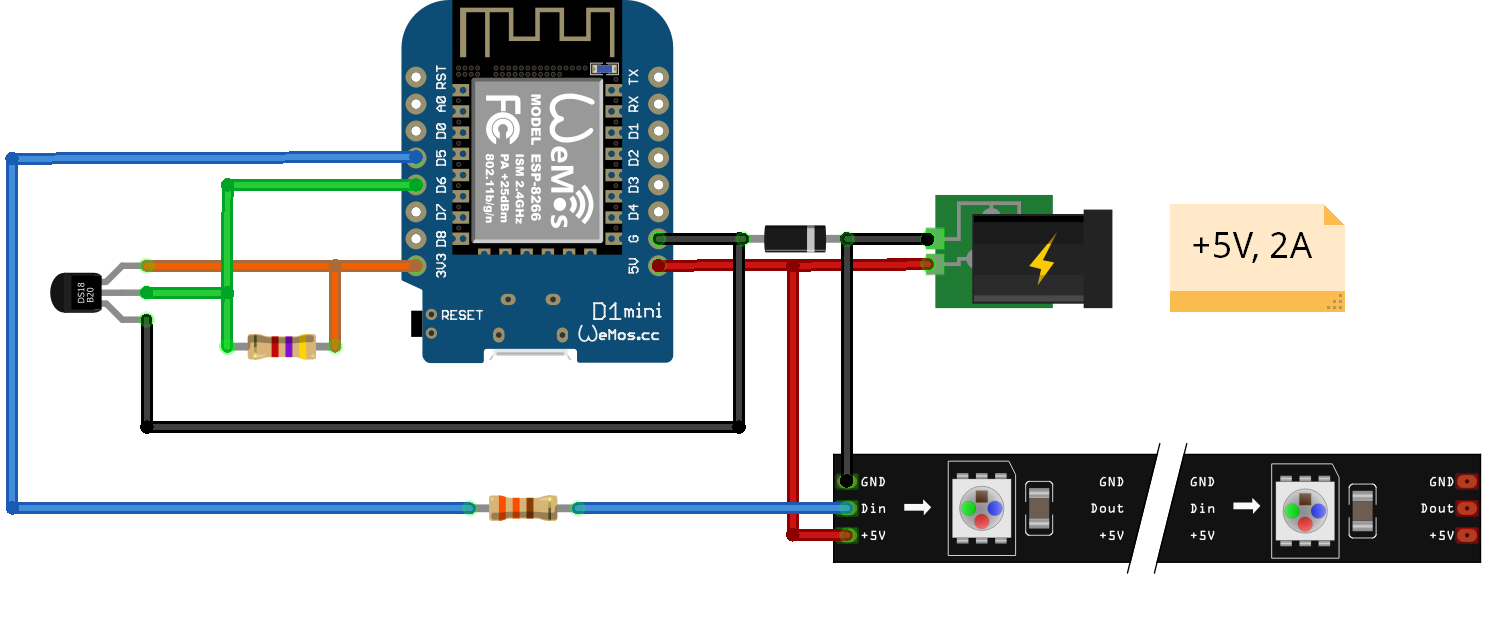 RST
A0
D0
D5
D6
D7
D8
3V3
TX
RX
D1
D2
D3
D4
G
5V
WeMos
MODEL ESP-8266
ISM 2.4GHz
PA +25dBm
802.11b/g/n
FC
RESET
D1mini
WeMos.cc
DS18
B20
+5V, 2A
GND
Din
+5V
GND
Dout
+5V
GND
Din
+5V
GND
Dout
+5V